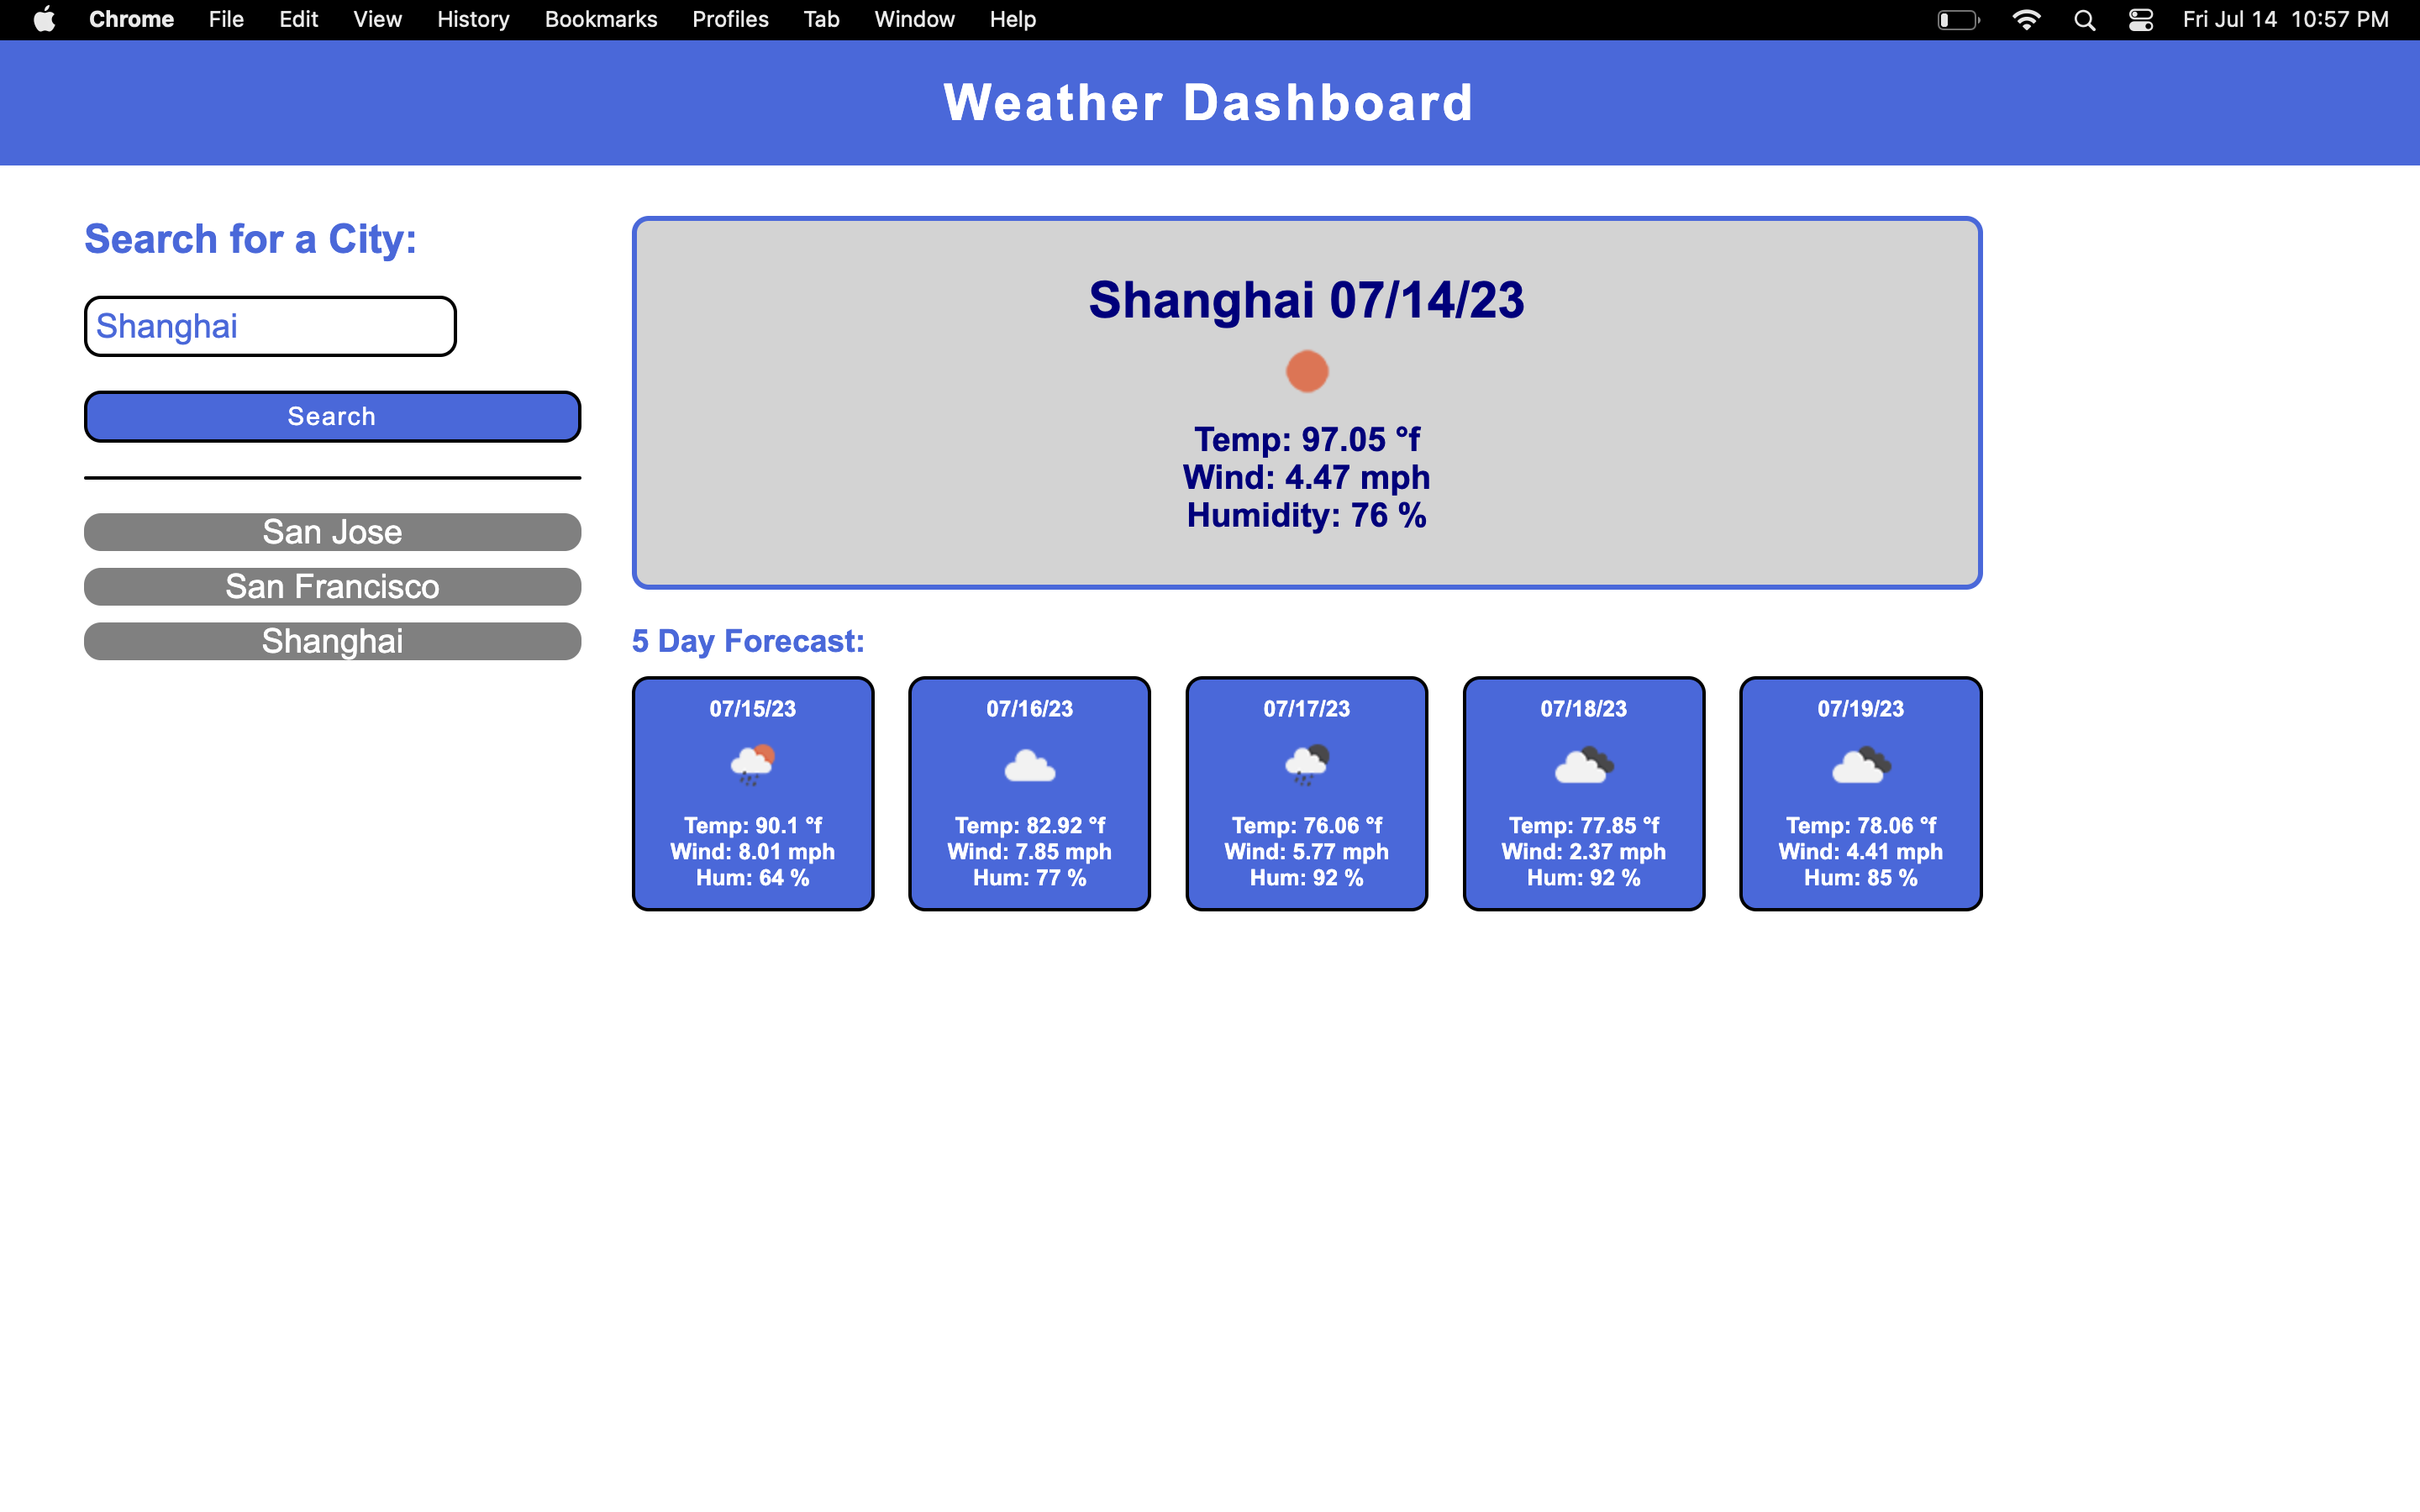 Chrome File Edit View History Bookmarks Profiles Tab Window Help Fri Jul 14 10:57 PM
Weather Dashboard
Search for a City:
Shanghai
Search
San Jose
San Francisco
Shanghai
Shanghai 07/14/23
Temp: 97.05 °f
Wind: 4.47 mph
Humidity: 76 %
5 Day Forecast:
07/15/23
Temp: 90.1 °f
Wind: 8.01 mph
Hum: 64 %
07/16/23
Temp: 82.92 °f
Wind: 7.85 mph
Hum: 77 %
07/17/23
Temp: 76.06 °f
Wind: 5.77 mph
Hum: 92 %
07/18/23
Temp: 77.85 °f
Wind: 2.37 mph
Hum: 92 %
07/19/23
Temp: 78.06 °f
Wind: 4.41 mph
Hum: 85 %